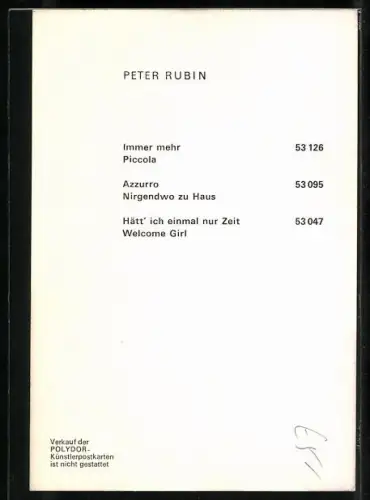 PETER RUBIN
Immer mehr 53 126
Piccola
Azzurro 53 095
Nirgendwo zu Haus
Hätt' ich einmal nur Zeit 53 047
Welcome Girl
Verkauf der
POLYDOR-
Künstlerpostkarten
ist nicht gestattet